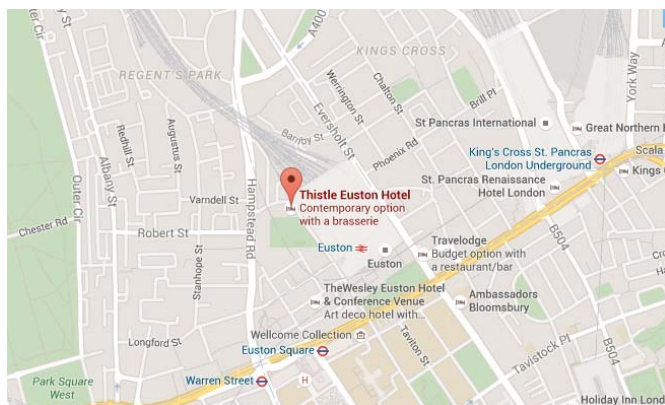 Outer Cir
Albany St
A400
KINGS CROSS
REGENT'S PARK
Werrington St
Chalton St
York Way
Eversholt St
Brill Pl
Redhill St
Augustus St
Barnby St
Phoenix Rd
St Pancras International
Great Northern
King's Cross St. Pancras
London Underground
Scala
St. Pancras Renaissance
Hotel London
Kings
Thistle Euston Hotel
Contemporary option
with a brasserie
Varndell St
Hampstead Rd
Chester Rd
Outer Cir
Albany St
Robert St
Stanhope St
Euston
Euston
Travelodge
Budget option with
a restaurant/bar
B504
TheWesley Euston Hotel
& Conference Venue
Art deco hotel with...
Ambassadors
Bloomsbury
Wellcome Collection
Longford St
Euston Square
Taviton St
Tavistock Pl
B504
Warren Street
H
Park Square
West
Holiday Inn Lond